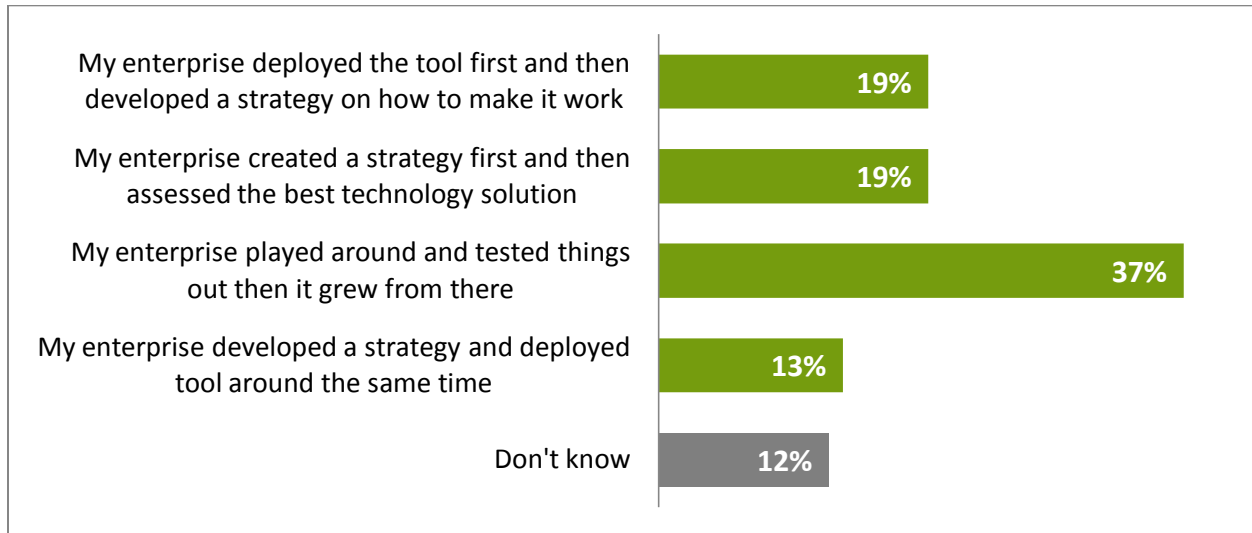 My enterprise deployed the tool first and then
developed a strategy on how to make it work
19%
My enterprise created a strategy first and then
assessed the best technology solution
19%
My enterprise played around and tested things
out then it grew from there
37%
My enterprise developed a strategy and deployed
tool around the same time
13%
Don't know
12%